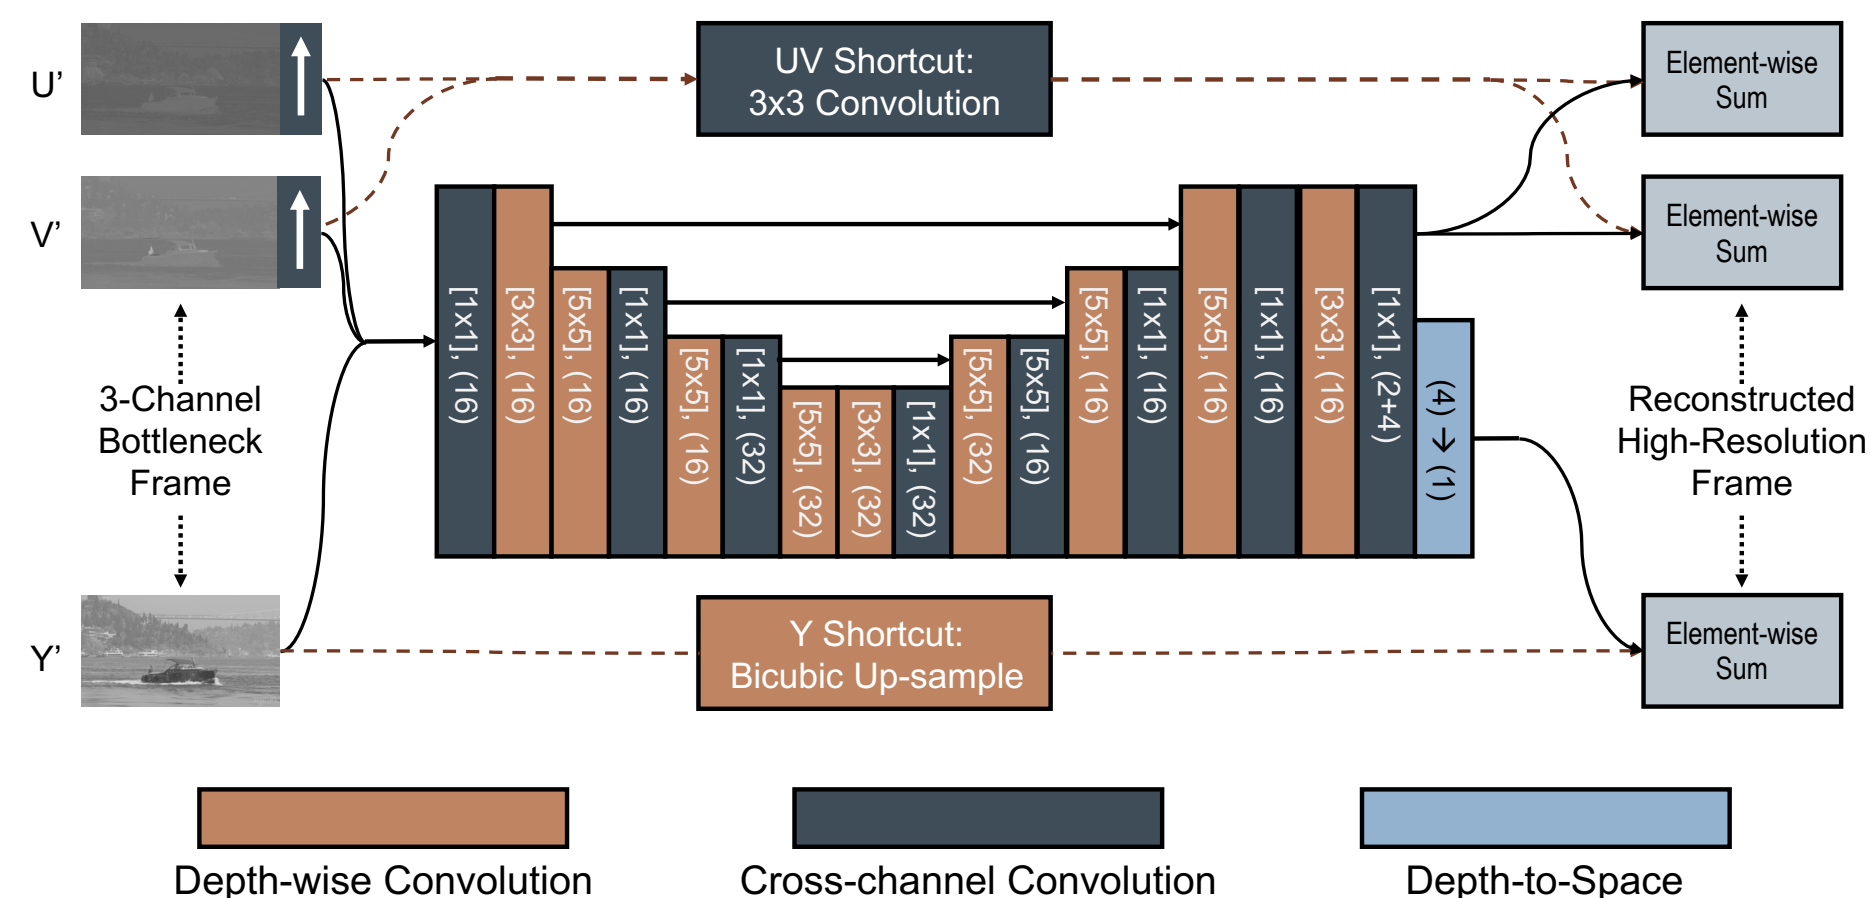 U’
UV Shortcut:
3x3 Convolution
Element-wise
Sum
V’
Element-wise
Sum
[1x1], (16)
[3x3], (16)
[5x5], (16)
[1x1], (16)
[5x5], (16)
[1x1], (32)
[5x5], (32)
[3x3], (32)
[1x1], (32)
[5x5], (32)
[5x5], (16)
[5x5], (16)
[1x1], (16)
[5x5], (16)
[1x1], (16)
[3x3], (16)
[1x1], (2+4)
(4) → (1)
3-Channel
Bottleneck
Frame
Reconstructed
High-Resolution
Frame
Y’
Y Shortcut:
Bicubic Up-sample
Element-wise
Sum
Depth-wise Convolution
Cross-channel Convolution
Depth-to-Space